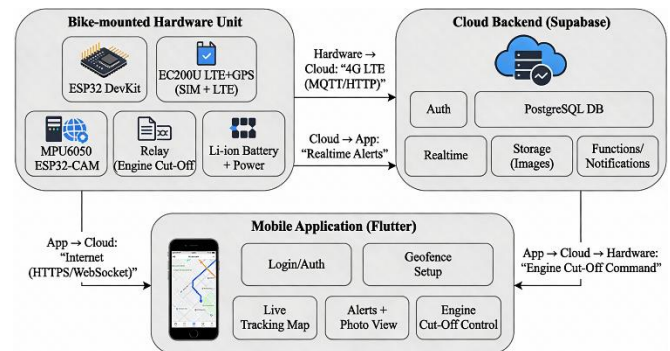 Bike-mounted Hardware Unit
ESP32 DevKit
EC200U LTE+GPS
(SIM + LTE)
MPU6050
ESP32-CAM
Relay
(Engine Cut-Off
Li-ion Battery
+ Power
Hardware →
Cloud: “4G LTE
(MQTT/HTTP)
Cloud → App:
“Realtime Alerts”
Cloud Backend (Supabase)
Auth
PostgreSQL DB
Realtime
Storage
(Images)
Functions/
Notifications
App → Cloud:
“Internet
(HTTPS/WebSocket)”
Mobile Application (Flutter)
Login/Auth
Geofence
Setup
Live
Tracking Map
Alerts +
Photo View
Engine
Cut-Off Control
App → Cloud → Hardware:
“Engine Cut-Off Command”